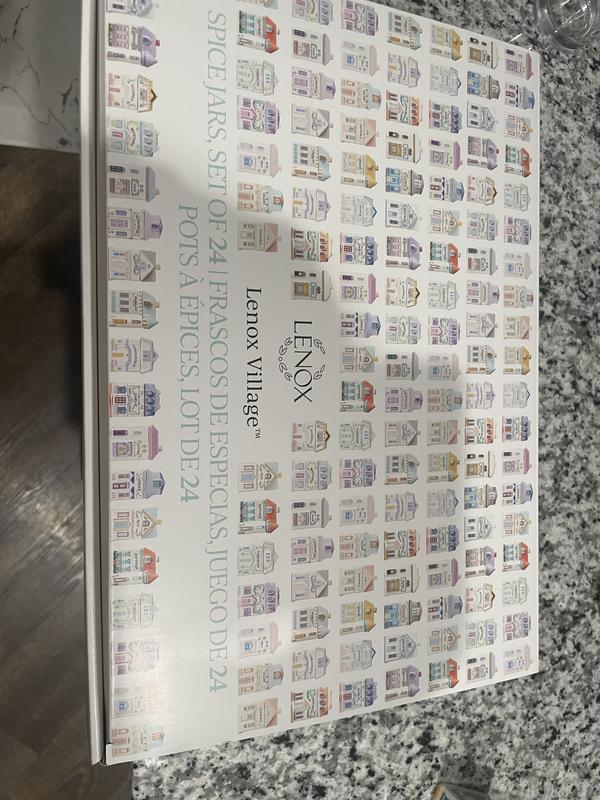 LENOX
Lenox Village™
SPICE JARS, SET OF 24 | FRASCOS DE ESPECIAS, JUEGO DE 24
POTS À ÉPICES, LOT DE 24